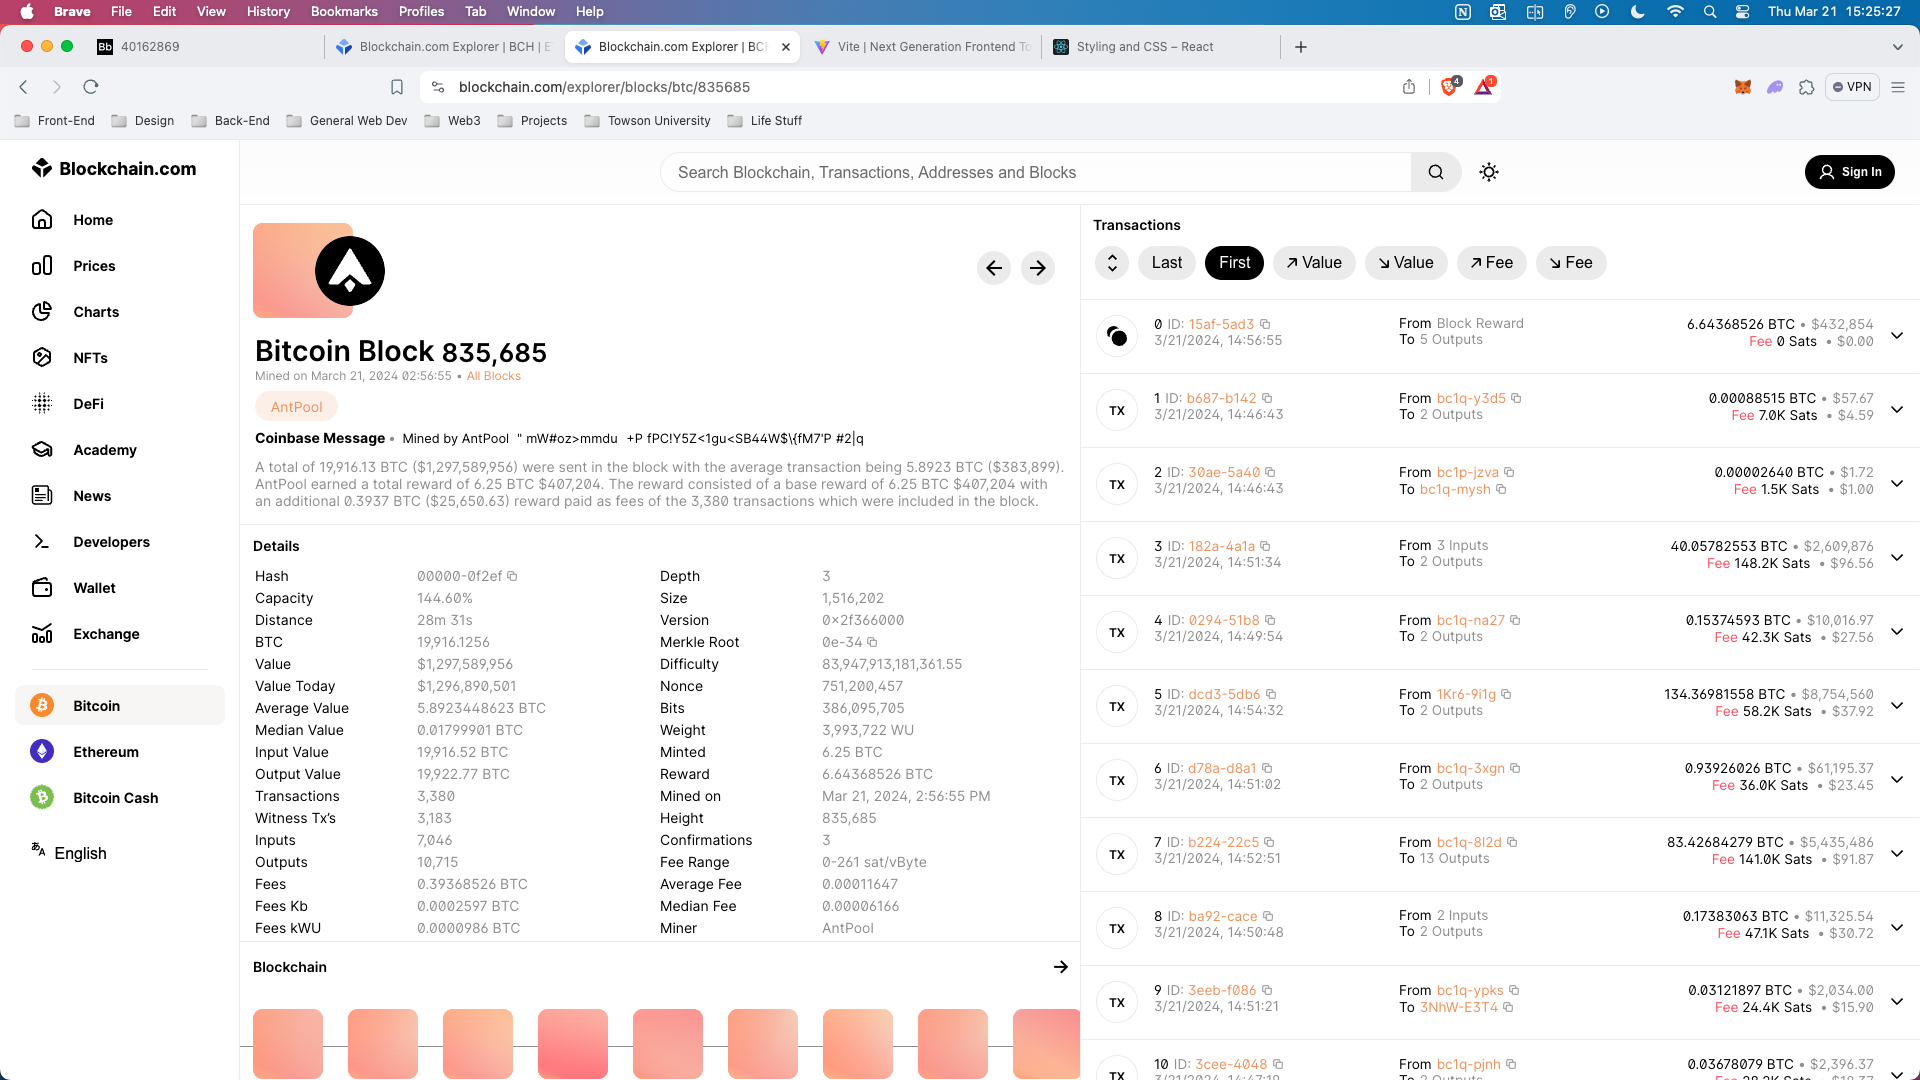 Brave File Edit View History Bookmarks Profiles Tab Window Help
Thu Mar 21 15:25:27
Bb 40162869
Blockchain.com Explorer | BCH | E
Blockchain.com Explorer | BCH
Vite | Next Generation Frontend To
Styling and CSS – React
blockchain.com/explorer/blocks/btc/835685
4
1
VPN
Front-End Design Back-End General Web Dev Web3 Projects Towson University Life Stuff
Blockchain.com
Search Blockchain, Transactions, Addresses and Blocks
Sign In
Home
Prices
Charts
NFTs
DeFi
Academy
News
Developers
Wallet
Exchange
Bitcoin
Ethereum
Bitcoin Cash
English
Bitcoin Block 835,685
Mined on March 21, 2024 02:56:55 • All Blocks
AntPool
Coinbase Message • Mined by AntPool " mW#oz>mmdu +P fPC!Y5Z<1gu<SB44W$\{fM7'P #2|q
A total of 19,916.13 BTC ($1,297,589,956) were sent in the block with the average transaction being 5.8923 BTC ($383,899).
AntPool earned a total reward of 6.25 BTC $407,204. The reward consisted of a base reward of 6.25 BTC $407,204 with
an additional 0.3937 BTC ($25,650.63) reward paid as fees of the 3,380 transactions which were included in the block.
Details
Hash 00000-0f2ef
Capacity 144.60%
Distance 28m 31s
BTC 19,916.1256
Value $1,297,589,956
Value Today $1,296,890,501
Average Value 5.8923448623 BTC
Median Value 0.01799901 BTC
Input Value 19,916.52 BTC
Output Value 19,922.77 BTC
Transactions 3,380
Witness Tx's 3,183
Inputs 7,046
Outputs 10,715
Fees 0.39368526 BTC
Fees Kb 0.0002597 BTC
Fees kWU 0.0000986 BTC
Depth 3
Size 1,516,202
Version 0×2f366000
Merkle Root 0e-34
Difficulty 83,947,913,181,361.55
Nonce 751,200,457
Bits 386,095,705
Weight 3,993,722 WU
Minted 6.25 BTC
Reward 6.64368526 BTC
Mined on Mar 21, 2024, 2:56:55 PM
Height 835,685
Confirmations 3
Fee Range 0-261 sat/vByte
Average Fee 0.00011647
Median Fee 0.00006166
Miner AntPool
Blockchain
Transactions
Last First ↗ Value ↘ Value ↗ Fee ↘ Fee
0 ID: 15af-5ad3 From Block Reward 6.64368526 BTC • $432,854
3/21/2024, 14:56:55 To 5 Outputs Fee 0 Sats • $0.00
TX
1 ID: b687-b142 From bc1q-y3d5 0.00088515 BTC • $57.67
3/21/2024, 14:46:43 To 2 Outputs Fee 7.0K Sats • $4.59
TX
2 ID: 30ae-5a40 From bc1p-jzva 0.00002640 BTC • $1.72
3/21/2024, 14:46:43 To bc1q-mysh Fee 1.5K Sats • $1.00
TX
3 ID: 182a-4a1a From 3 Inputs 40.05782553 BTC • $2,609,876
3/21/2024, 14:51:34 To 2 Outputs Fee 148.2K Sats • $96.56
TX
4 ID: 0294-51b8 From bc1q-na27 0.15374593 BTC • $10,016.97
3/21/2024, 14:49:54 To 2 Outputs Fee 42.3K Sats • $27.56
TX
5 ID: dcd3-5db6 From 1Kr6-9i1g 134.36981558 BTC • $8,754,560
3/21/2024, 14:54:32 To 2 Outputs Fee 58.2K Sats • $37.92
TX
6 ID: d78a-d8a1 From bc1q-3xgn 0.93926026 BTC • $61,195.37
3/21/2024, 14:51:02 To 2 Outputs Fee 36.0K Sats • $23.45
TX
7 ID: b224-22c5 From bc1q-8l2d 83.42684279 BTC • $5,435,486
3/21/2024, 14:52:51 To 13 Outputs Fee 141.0K Sats • $91.87
TX
8 ID: ba92-cace From 2 Inputs 0.17383063 BTC • $11,325.54
3/21/2024, 14:50:48 To 2 Outputs Fee 47.1K Sats • $30.72
TX
9 ID: 3eeb-f086 From bc1q-ypks 0.03121897 BTC • $2,034.00
3/21/2024, 14:51:21 To 3NhW-E3T4 Fee 24.4K Sats • $15.90
TX
10 ID: 3cee-4048 From bc1q-pjnh 0.03678079 BTC • $2,396.37